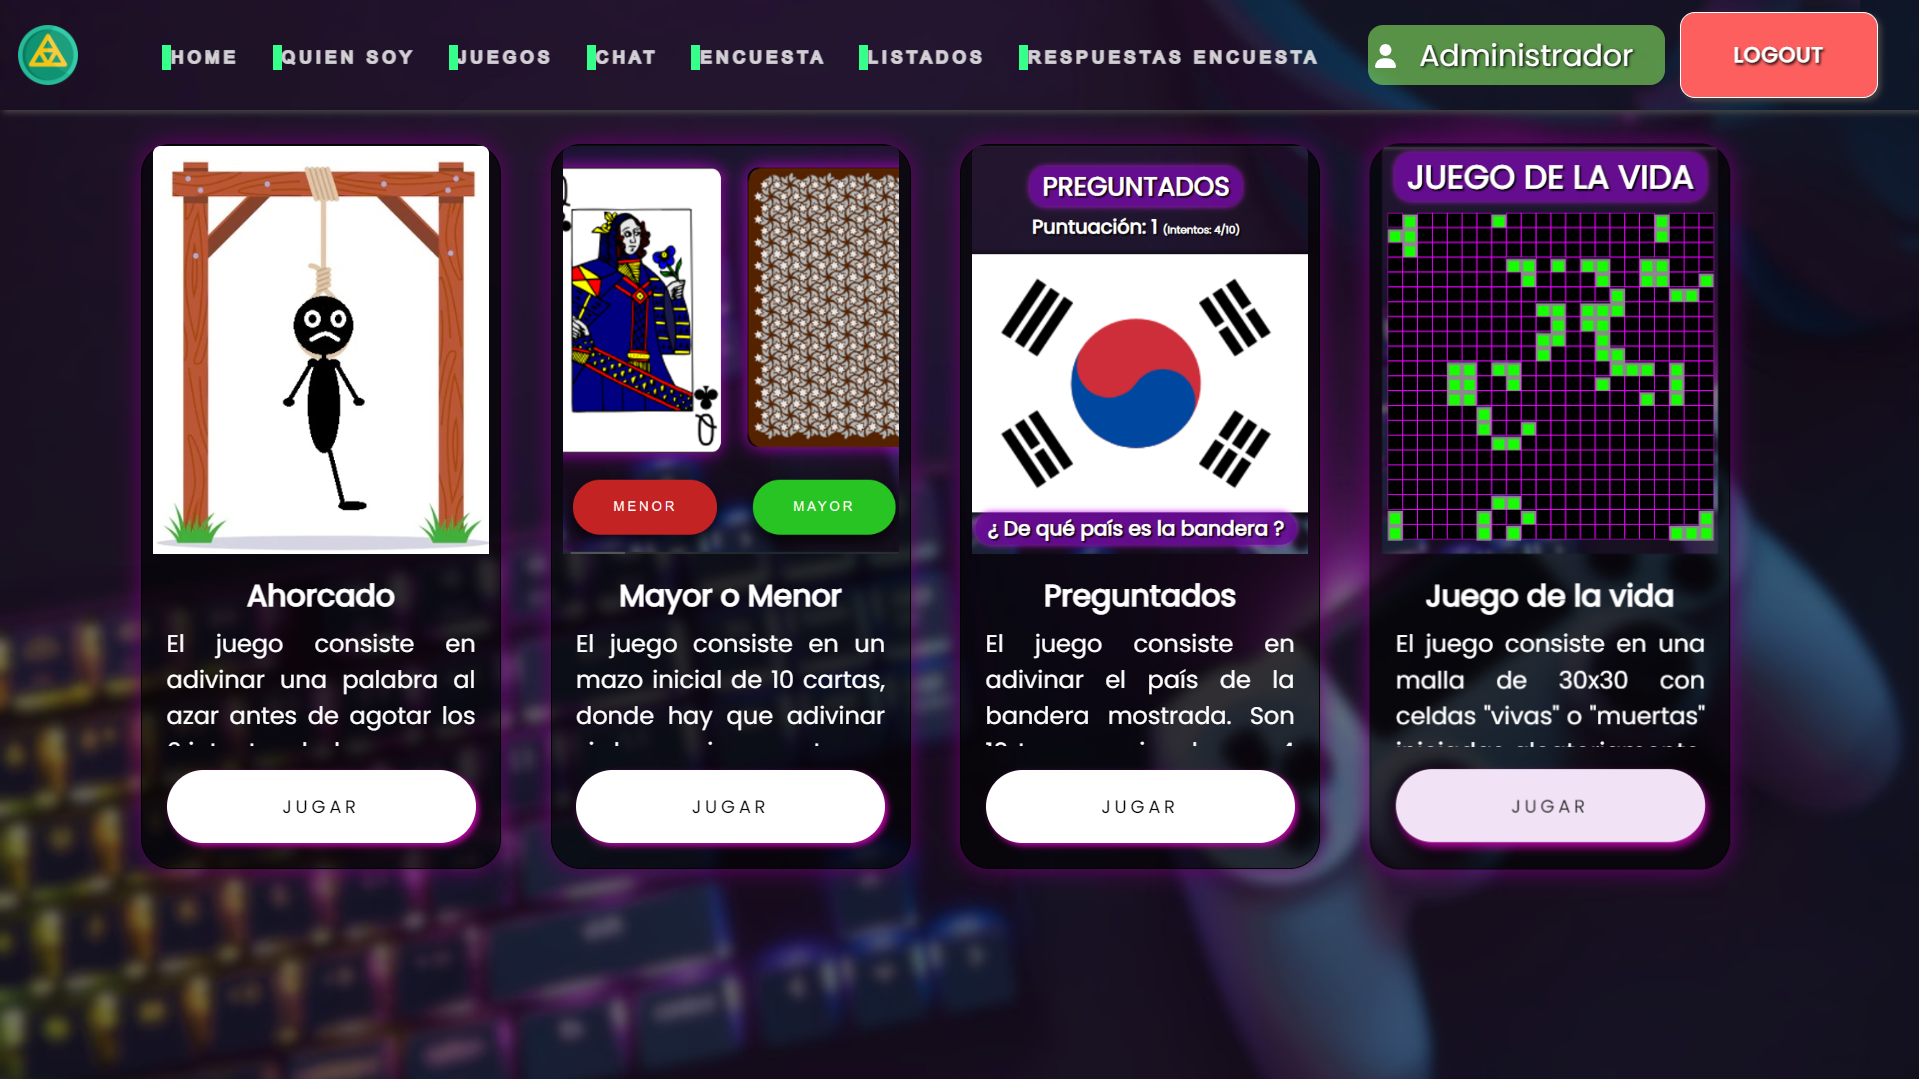 HOME QUIEN SOY JUEGOS CHAT ENCUESTA LISTADOS RESPUESTAS ENCUESTA Administrador LOGOUT
Q
Q
MENOR MAYOR
PREGUNTADOS
Puntuación: 1 (Intentos: 4/10)
¿ De qué país es la bandera ?
JUEGO DE LA VIDA
Ahorcado
El juego consiste en
adivinar una palabra al
azar antes de agotar los
JUGAR
Mayor o Menor
El juego consiste en un
mazo inicial de 10 cartas,
donde hay que adivinar
JUGAR
Preguntados
El juego consiste en
adivinar el país de la
bandera mostrada. Son
JUGAR
Juego de la vida
El juego consiste en una
malla de 30x30 con
celdas "vivas" o "muertas"
JUGAR